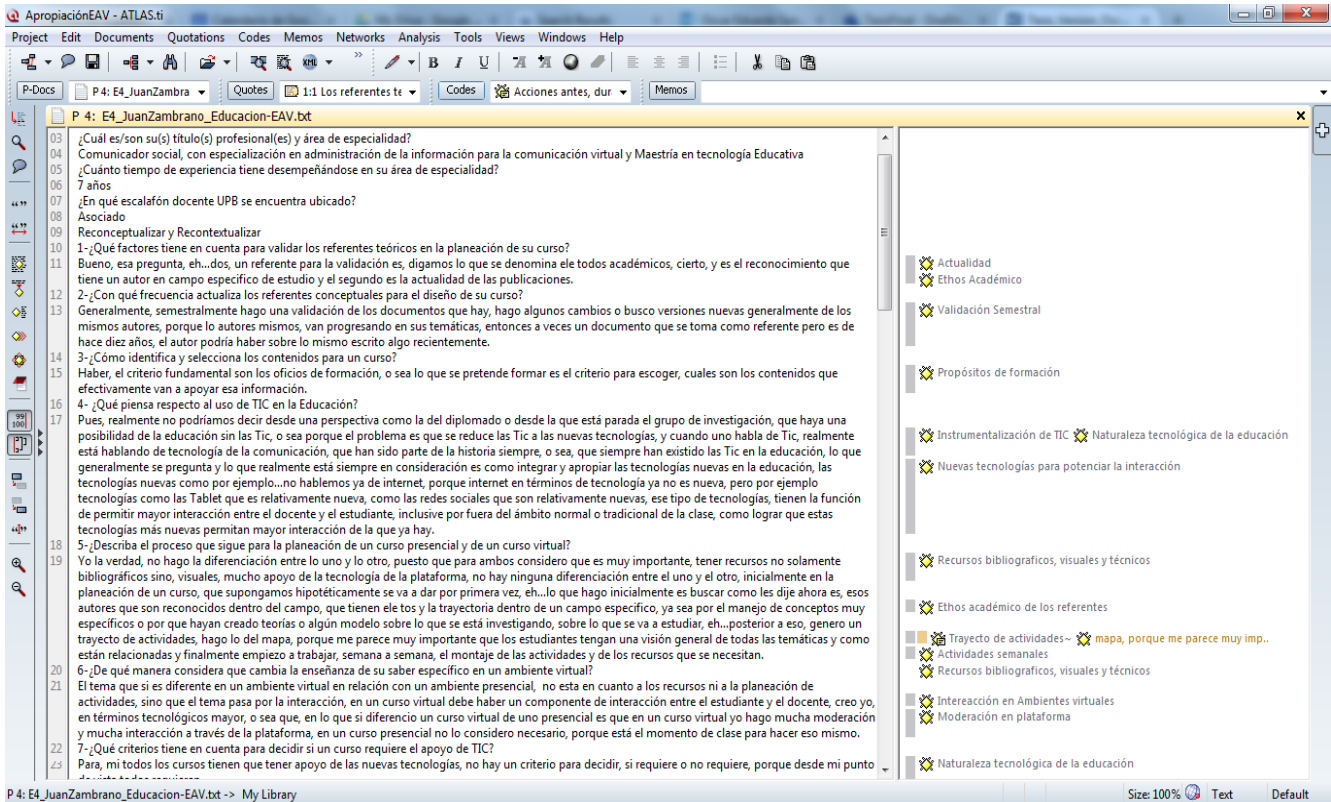 ApropiaciónEAV - ATLAS.ti
Project Edit Documents Quotations Codes Memos Networks Analysis Tools Views Windows Help
P-Docs P 4: E4_JuanZambra Quotes 1:1 Los referentes te Codes Acciones antes, dur Memos
P 4: E4_JuanZambrano_Educacion-EAV.txt
03 ¿Cuál es/son su(s) título(s) profesional(es) y área de especialidad?
04 Comunicador social, con especialización en administración de la información para la comunicación virtual y Maestría en tecnología Educativa
05 ¿Cuánto tiempo de experiencia tiene desempeñándose en su área de especialidad?
06 7 años
07 ¿En qué escalafón docente UPB se encuentra ubicado?
08 Asociado
09 Reconceptualizar y Recontextualizar
10 1-¿Qué factores tiene en cuenta para validar los referentes teóricos en la planeación de su curso?
11 Bueno, esa pregunta, eh...dos, un referente para la validación es, digamos lo que se denomina ele todos académicos, cierto, y es el reconocimiento que
tiene un autor en campo especifico de estudio y el segundo es la actualidad de las publicaciones.
12 2-¿Con qué frecuencia actualiza los referentes conceptuales para el diseño de su curso?
13 Generalmente, semestralmente hago una validación de los documentos que hay, hago algunos cambios o busco versiones nuevas generalmente de los
mismos autores, porque lo autores mismos, van progresando en sus temáticas, entonces a veces un documento que se toma como referente pero es de
hace diez años, el autor podría haber sobre lo mismo escrito algo recientemente.
14 3-¿Cómo identifica y selecciona los contenidos para un curso?
15 Haber, el criterio fundamental son los oficios de formación, o sea lo que se pretende formar es el criterio para escoger, cuales son los contenidos que
efectivamente van a apoyar esa información.
16 4- ¿Qué piensa respecto al uso de TIC en la Educación?
17 Pues, realmente no podríamos decir desde una perspectiva como la del diplomado o desde la que está parada el grupo de investigación, que haya una
posibilidad de la educación sin las Tic, o sea porque el problema es que se reduce las Tic a las nuevas tecnologías, y cuando uno habla de Tic, realmente
está hablando de tecnología de la comunicación, que han sido parte de la historia siempre, o sea, que siempre han existido las Tic en la educación, lo que
generalmente se pregunta y lo que realmente está siempre en consideración es como integrar y apropiar las tecnologías nuevas en la educación, las
tecnologías nuevas como por ejemplo...no hablemos ya de internet, porque internet en términos de tecnología ya no es nueva, pero por ejemplo
tecnologías como las Tablet que es relativamente nueva, como las redes sociales que son relativamente nuevas, ese tipo de tecnologías, tienen la función
de permitir mayor interacción entre el docente y el estudiante, inclusive por fuera del ámbito normal o tradicional de la clase, como lograr que estas
tecnologías más nuevas permitan mayor interacción de la que ya hay.
18 5-¿Describa el proceso que sigue para la planeación de un curso presencial y de un curso virtual?
19 Yo la verdad, no hago la diferenciación entre lo uno y lo otro, puesto que para ambos considero que es muy importante, tener recursos no solamente
bibliográficos sino, visuales, mucho apoyo de la tecnología de la plataforma, no hay ninguna diferenciación entre el uno y el otro, inicialmente en la
planeación de un curso, que supongamos hipotéticamente se va a dar por primera vez, eh...lo que hago inicialmente es buscar como les dije ahora es, esos
autores que son reconocidos dentro del campo, que tienen ele tos y la trayectoria dentro de un campo especifico, ya sea por el manejo de conceptos muy
específicos o por que hayan creado teorías o algún modelo sobre lo que se está investigando, sobre lo que se va a estudiar, eh...posterior a eso, genero un
trayecto de actividades, hago lo del mapa, porque me parece muy importante que los estudiantes tengan una visión general de todas las temáticas y como
están relacionadas y finalmente empiezo a trabajar, semana a semana, el montaje de las actividades y de los recursos que se necesitan.
20 6-¿De qué manera considera que cambia la enseñanza de su saber específico en un ambiente virtual?
21 El tema que si es diferente en un ambiente virtual en relación con un ambiente presencial, no esta en cuanto a los recursos ni a la planeación de
actividades, sino que el tema pasa por la interacción, en un curso virtual debe haber un componente de interacción entre el estudiante y el docente, creo yo,
en términos tecnológicos mayor, o sea que, en lo que si diferencio un curso virtual de uno presencial es que en un curso virtual yo hago mucha moderación
y mucha interacción a través de la plataforma, en un curso presencial no lo considero necesario, porque está el momento de clase para hacer eso mismo.
22 7-¿Qué criterios tiene en cuenta para decidir si un curso requiere el apoyo de TIC?
23 Para, mi todos los cursos tienen que tener apoyo de las nuevas tecnologías, no hay un criterio para decidir, si requiere o no requiere, porque desde mi punto
Actualidad
Ethos Académico
Validación Semestral
Propósitos de formación
Instrumentalización de TIC Naturaleza tecnológica de la educación
Nuevas tecnologías para potenciar la interacción
Recursos bibliograficos, visuales y técnicos
Ethos académico de los referentes
Trayecto de actividades~ mapa, porque me parece muy imp..
Actividades semanales
Recursos bibliograficos, visuales y técnicos
Intereacción en Ambientes virtuales
Moderación en plataforma
Naturaleza tecnológica de la educación
P 4: E4_JuanZambrano_Educacion-EAV.txt -> My Library Size: 100% Text Default